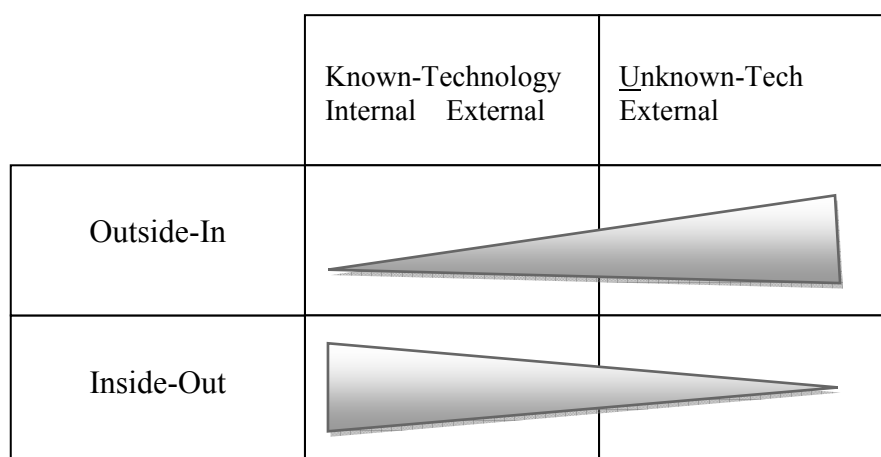 Known-Technology
Internal External
Unknown-Tech
External
Outside-In
Inside-Out